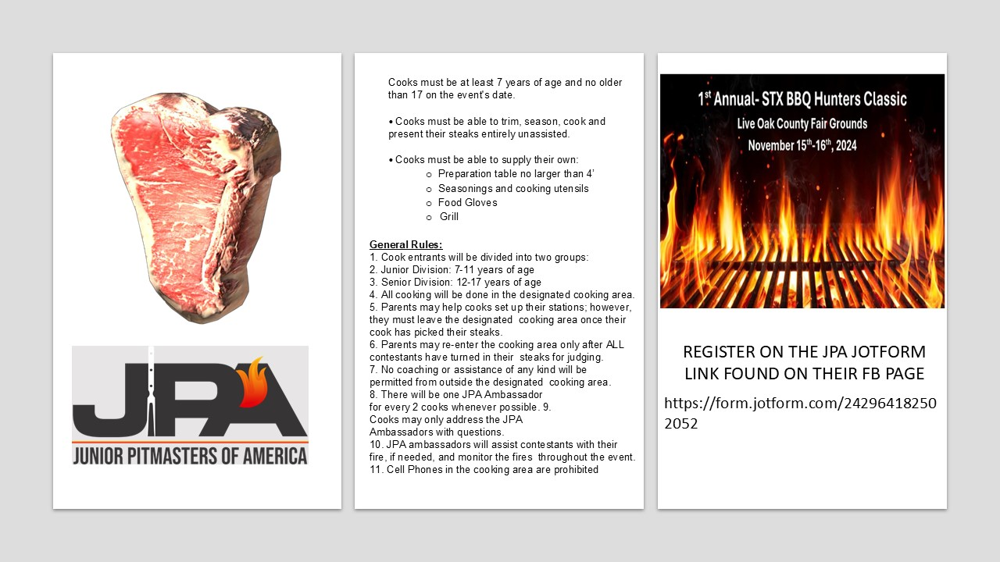 JPA
JUNIOR PITMASTERS OF AMERICA
Cooks must be at least 7 years of age and no older
than 17 on the event's date.
• Cooks must be able to trim, season, cook and
present their steaks entirely unassisted.
• Cooks must be able to supply their own:
o Preparation table no larger than 4’
o Seasonings and cooking utensils
o Food Gloves
o Grill
General Rules:
1. Cook entrants will be divided into two groups:
2. Junior Division: 7-11 years of age
3. Senior Division: 12-17 years of age
4. All cooking will be done in the designated cooking area.
5. Parents may help cooks set up their stations; however,
they must leave the designated cooking area once their
cook has picked their steaks.
6. Parents may re-enter the cooking area only after ALL
contestants have turned in their steaks for judging.
7. No coaching or assistance of any kind will be
permitted from outside the designated cooking area.
8. There will be one JPA Ambassador
for every 2 cooks whenever possible. 9.
Cooks may only address the JPA
Ambassadors with questions.
10. JPA ambassadors will assist contestants with their
fire, if needed, and monitor the fires throughout the event.
11. Cell Phones in the cooking area are prohibited
1st Annual- STX BBQ Hunters Classic
Live Oak County Fair Grounds
November 15th-16th, 2024
REGISTER ON THE JPA JOTFORM
LINK FOUND ON THEIR FB PAGE
https://form.jotform.com/24296418250
2052